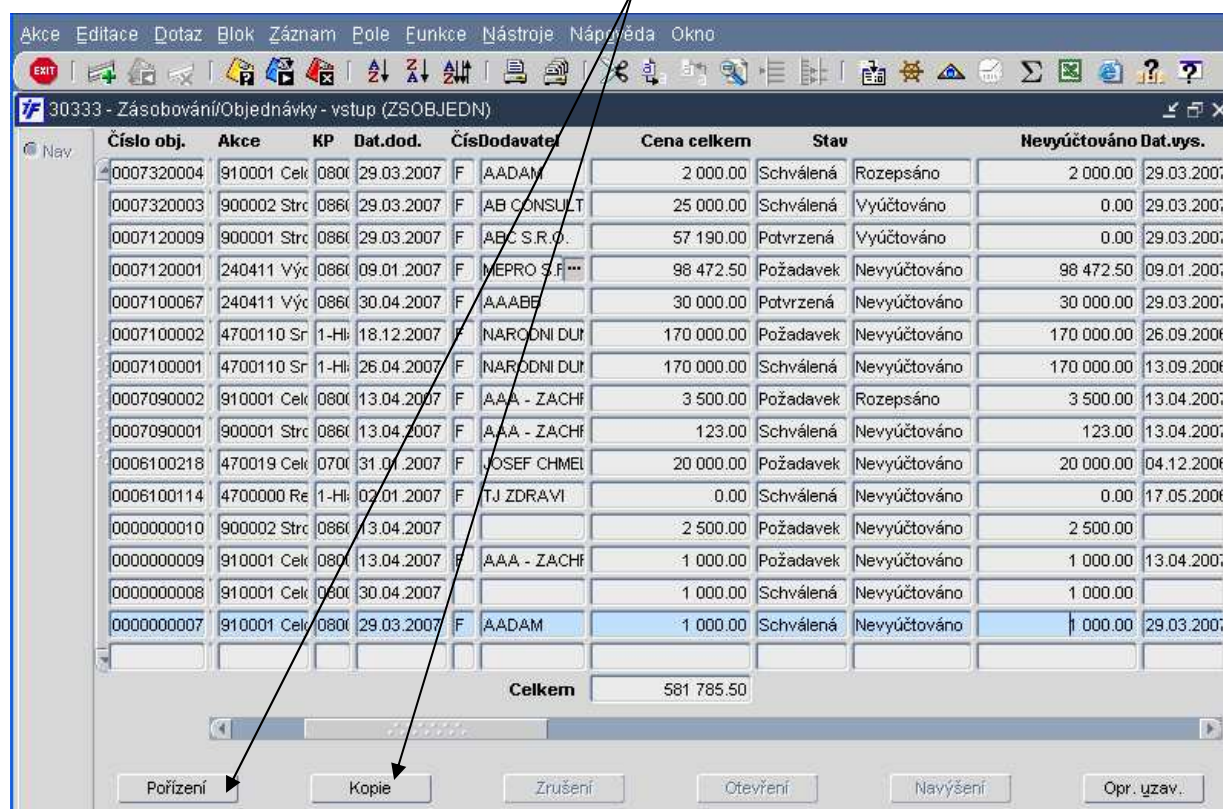 Akce Editace Dotaz Blok Záznam Pole Funkce Nástroje Nápověda Okno
EXIT
30333 - Zásobování/Objednávky - vstup (ZSOBJEDN)
Nav
Číslo obj. Akce KP Dat.dod. Čís Dodavatel Cena celkem Stav Nevyúčtováno Dat.vys.
0007320004 910001 Celk 0800 29.03.2007 F AADAM 2 000.00 Schválená Rozepsáno 2 000.00 29.03.2007
0007320003 900002 Stro 0860 29.03.2007 F AB CONSULT 25 000.00 Schválená Vyúčtováno 0.00 29.03.2007
0007120009 900001 Stro 0860 29.03.2007 F ABC S.R.O. 57 190.00 Potvrzená Vyúčtováno 0.00 29.03.2007
0007120001 240411 Výc 0860 09.01.2007 F MEPRO S.R ... 98 472.50 Požadavek Nevyúčtováno 98 472.50 09.01.2007
0007100067 240411 Výc 0860 30.04.2007 F AAABB 30 000.00 Potvrzená Nevyúčtováno 30 000.00 29.03.2007
0007100002 4700110 Sr 1-Hl 18.12.2007 F NARODNI DUM 170 000.00 Požadavek Nevyúčtováno 170 000.00 26.09.2006
0007100001 4700110 Sr 1-Hl 26.04.2007 F NARODNI DUM 170 000.00 Schválená Nevyúčtováno 170 000.00 13.09.2006
0007090002 910001 Celk 0800 13.04.2007 F AAA - ZACHR 3 500.00 Požadavek Rozepsáno 3 500.00 13.04.2007
0007090001 900001 Stro 0860 13.04.2007 F AAA - ZACHR 123.00 Schválená Nevyúčtováno 123.00 13.04.2007
0006100218 470019 Celk 0700 31.01.2007 F JOSEF CHMEL 20 000.00 Požadavek Nevyúčtováno 20 000.00 04.12.2006
0006100114 4700000 Re 1-Hl 02.01.2007 F TJ ZDRAVI 0.00 Schválená Nevyúčtováno 0.00 17.05.2006
0000000010 900002 Stro 0860 13.04.2007 2 500.00 Požadavek Nevyúčtováno 2 500.00
0000000009 910001 Celk 0800 13.04.2007 F AAA - ZACHR 1 000.00 Požadavek Nevyúčtováno 1 000.00 13.04.2007
0000000008 910001 Celk 0800 30.04.2007 1 000.00 Schválená Nevyúčtováno 1 000.00
0000000007 910001 Celk 0800 29.03.2007 F AADAM 1 000.00 Schválená Nevyúčtováno 1 000.00 29.03.2007
Celkem 581 785.50
Pořízení Kopie Zrušení Otevření Navýšení Opr. uzav.